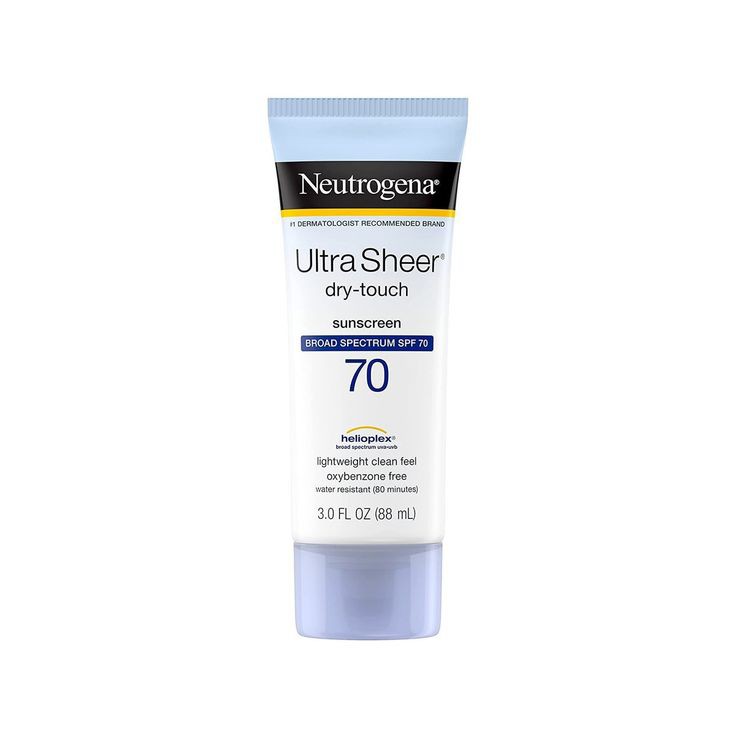 Neutrogena®
#1 DERMATOLOGIST RECOMMENDED BRAND
Ultra Sheer®
dry-touch
sunscreen
BROAD SPECTRUM SPF 70
70
helioplex®
broad spectrum uva•uvb
lightweight clean feel
oxybenzone free
water resistant (80 minutes)
3.0 FL OZ (88 mL)